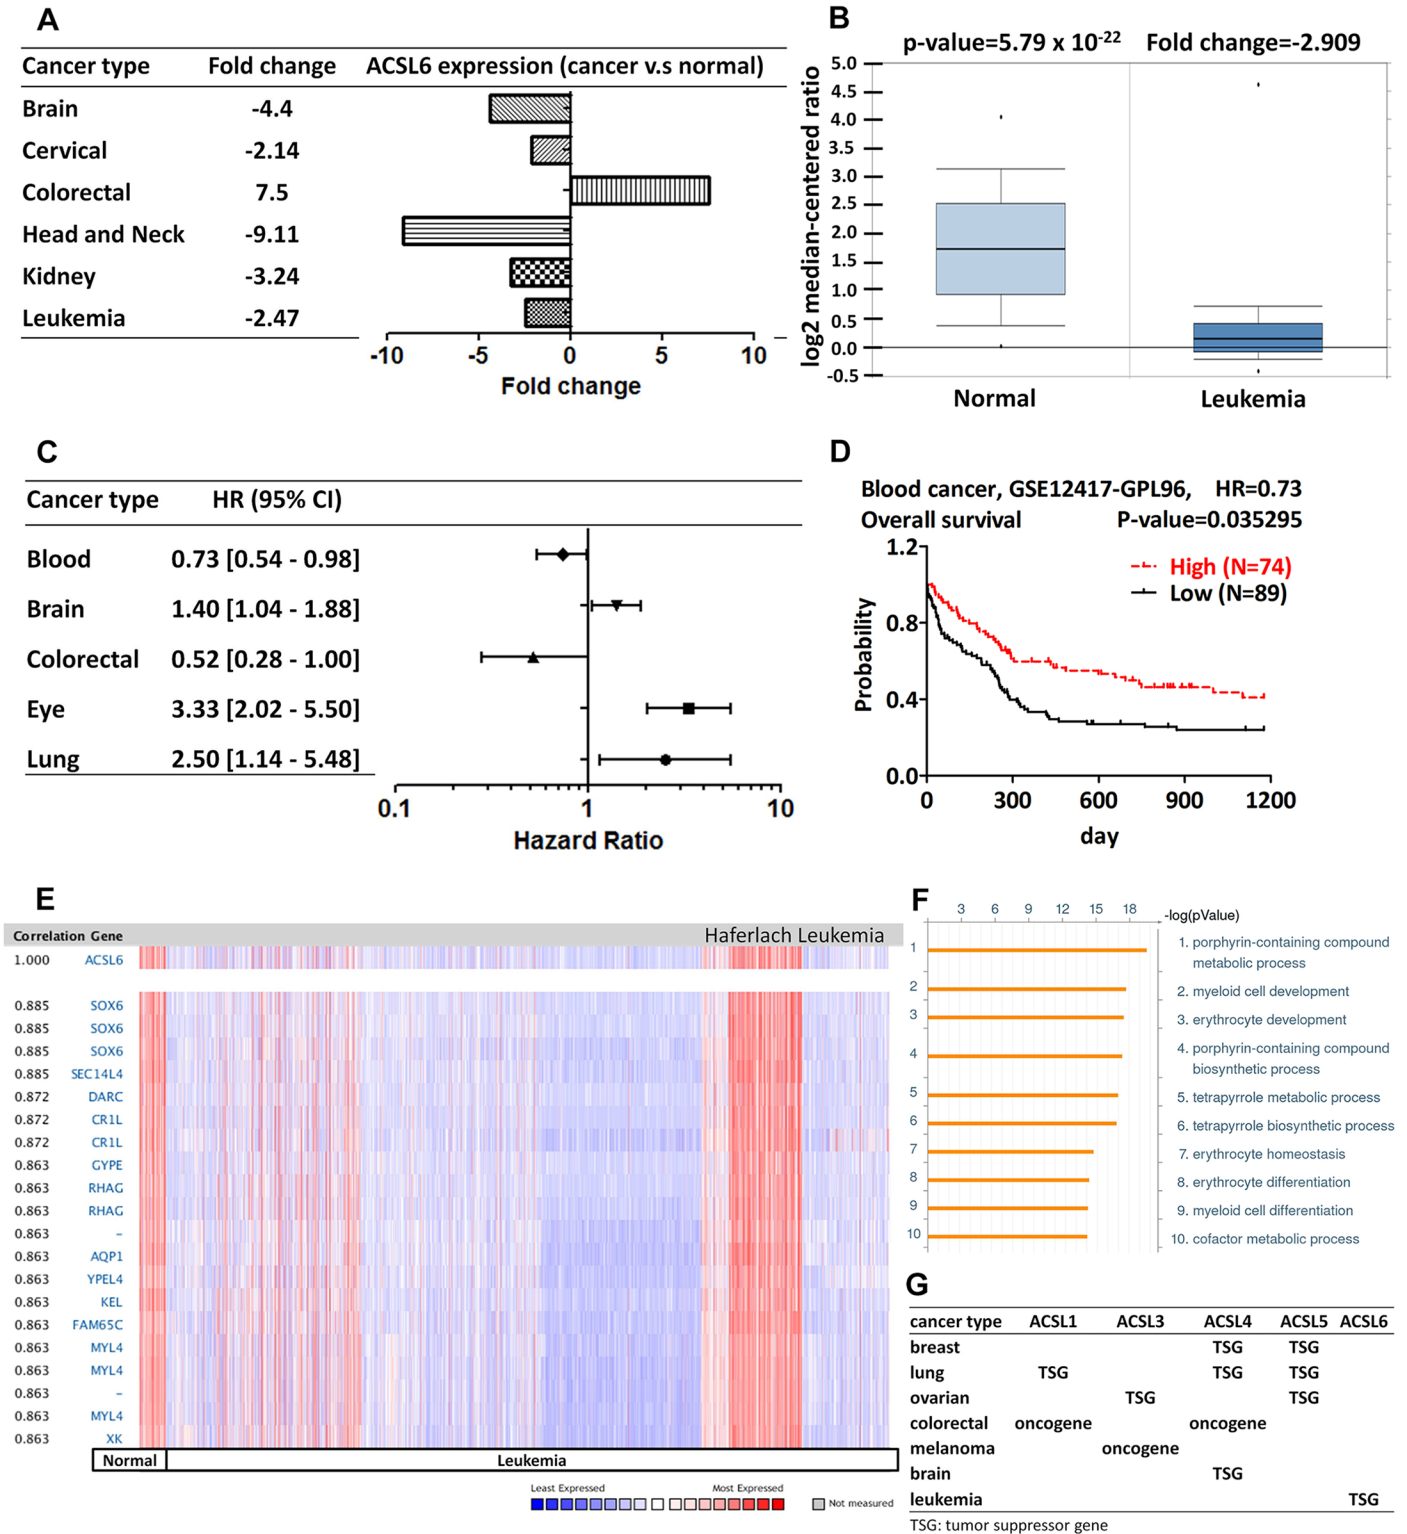 A
Cancer type Fold change ACSL6 expression (cancer v.s normal)
Brain -4.4
Cervical -2.14
Colorectal 7.5
Head and Neck -9.11
Kidney -3.24
Leukemia -2.47
-10 -5 0 5 10
Fold change
B
p-value=5.79 x 10-22 Fold change=-2.909
log2 median-centered ratio
5.0
4.5
4.0
3.5
3.0
2.5
2.0
1.5
1.0
0.5
0.0
-0.5
Normal Leukemia
C
Cancer type HR (95% CI)
Blood 0.73 [0.54 - 0.98]
Brain 1.40 [1.04 - 1.88]
Colorectal 0.52 [0.28 - 1.00]
Eye 3.33 [2.02 - 5.50]
Lung 2.50 [1.14 - 5.48]
0.1 1 10
Hazard Ratio
D
Blood cancer, GSE12417-GPL96, HR=0.73
Overall survival P-value=0.035295
High (N=74)
Low (N=89)
Probability
1.2
0.8
0.4
0.0
0 300 600 900 1200
day
E
Correlation Gene Haferlach Leukemia
1.000 ACSL6
0.885 SOX6
0.885 SOX6
0.885 SOX6
0.885 SEC14L4
0.872 DARC
0.872 CR1L
0.872 CR1L
0.863 GYPE
0.863 RHAG
0.863 RHAG
0.863 –
0.863 AQP1
0.863 YPEL4
0.863 KEL
0.863 FAM65C
0.863 MYL4
0.863 MYL4
0.863 –
0.863 MYL4
0.863 XK
Normal Leukemia
Least Expressed Most Expressed
Not measured
F
3 6 9 12 15 18
-log(pValue)
1
2
3
4
5
6
7
8
9
10
1. porphyrin-containing compound
metabolic process
2. myeloid cell development
3. erythrocyte development
4. porphyrin-containing compound
biosynthetic process
5. tetrapyrrole metabolic process
6. tetrapyrrole biosynthetic process
7. erythrocyte homeostasis
8. erythrocyte differentiation
9. myeloid cell differentiation
10. cofactor metabolic process
G
cancer type ACSL1 ACSL3 ACSL4 ACSL5 ACSL6
breast TSG TSG
lung TSG TSG TSG
ovarian TSG TSG
colorectal oncogene oncogene
melanoma oncogene
brain TSG
leukemia TSG
TSG: tumor suppressor gene